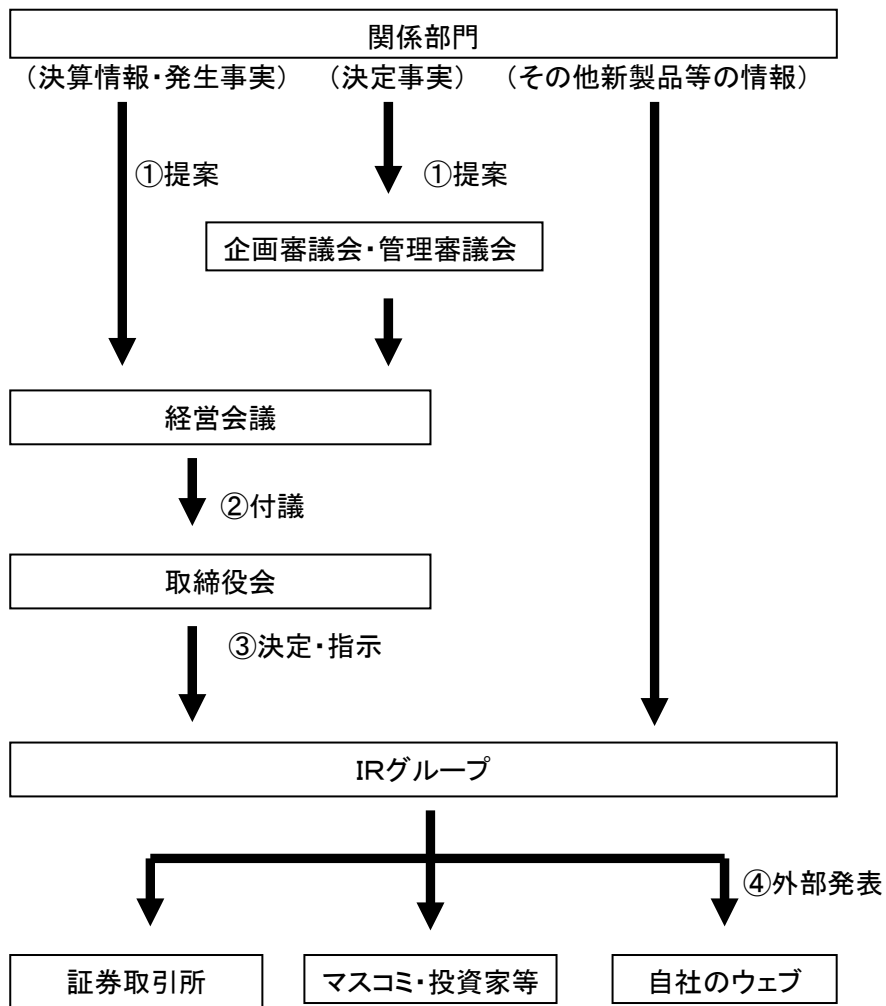 関係部門
（決算情報・発生事実） （決定事実） （その他新製品等の情報）
①提案 ①提案
企画審議会・管理審議会
経営会議
②付議
取締役会
③決定・指示
IRグループ
④外部発表
証券取引所 マスコミ・投資家等 自社のウェブ